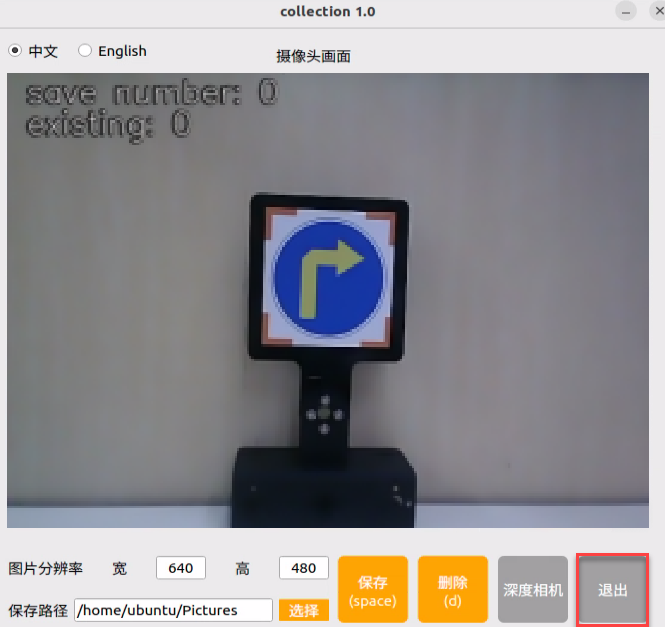 collection 1.0
中文 English
摄像头画面
save number: 0
existing: 0
图片分辨率 宽 640 高 480
保存路径 /home/ubuntu/Pictures 选择
保存
(space)
删除
(d)
深度相机
退出